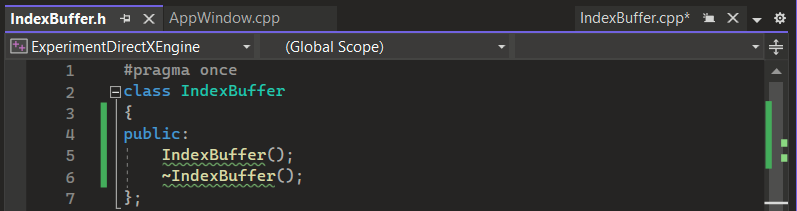 IndexBuffer.h
AppWindow.cpp
IndexBuffer.cpp*
ExperimentDirectXEngine
(Global Scope)
1 #pragma once
2 class IndexBuffer
3 {
4 public:
5 IndexBuffer();
6 ~IndexBuffer();
7 };